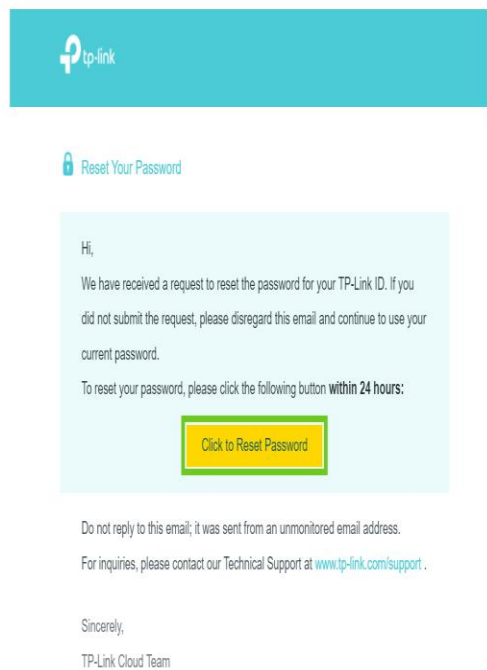 tp-link
Reset Your Password
Hi,
We have received a request to reset the password for your TP-Link ID. If you
did not submit the request, please disregard this email and continue to use your
current password.
To reset your password, please click the following button within 24 hours:
Click to Reset Password
Do not reply to this email; it was sent from an unmonitored email address.
For inquiries, please contact our Technical Support at www.tp-link.com/support .
Sincerely,
TP-Link Cloud Team